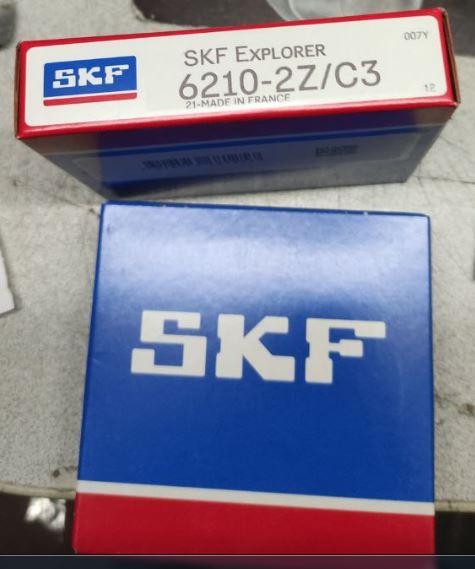 SKF
SKF EXPLORER
007Y
6210-2Z/C3
21-MADE IN FRANCE
12
SKF